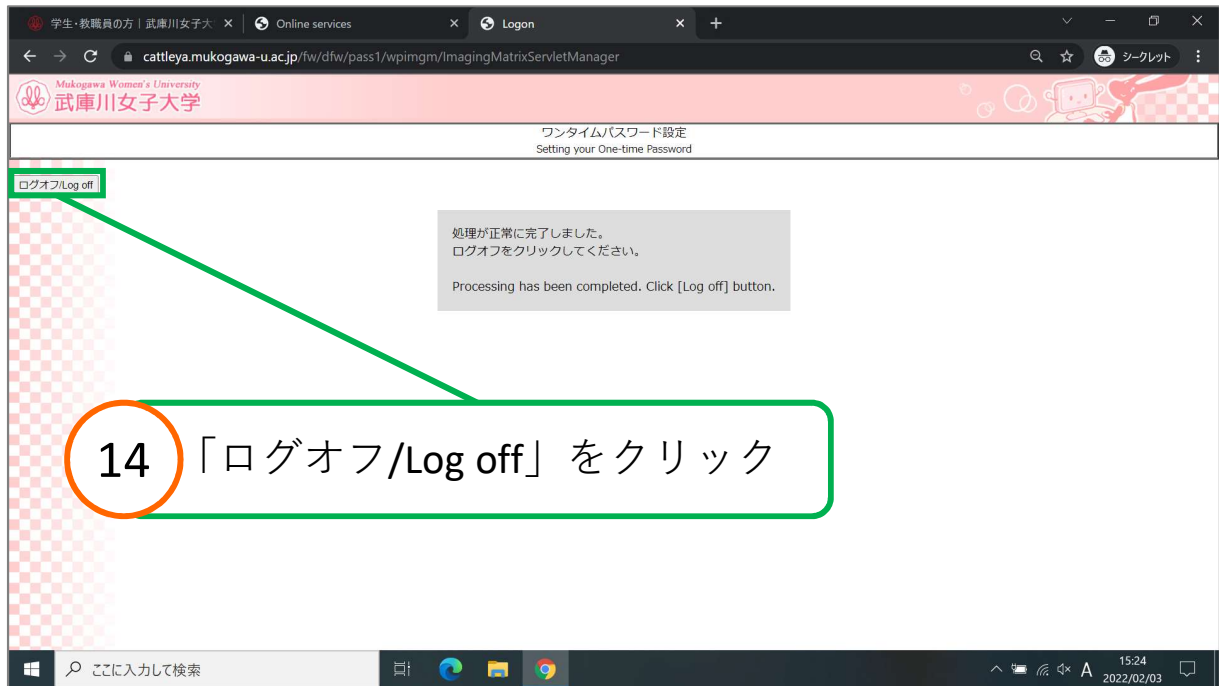 学生・教職員の方｜武庫川女子大
Online services
Logon
cattleya.mukogawa-u.ac.jp/fw/dfw/pass1/wpimgm/ImagingMatrixServletManager
シークレット
Mukogawa Women's University
武庫川女子大学
ワンタイムパスワード設定
Setting your One-time Password
ログオフ/Log off
処理が正常に完了しました。
ログオフをクリックしてください。
Processing has been completed. Click [Log off] button.
14 「ログオフ/Log off」をクリック
ここに入力して検索
A
15:24
2022/02/03